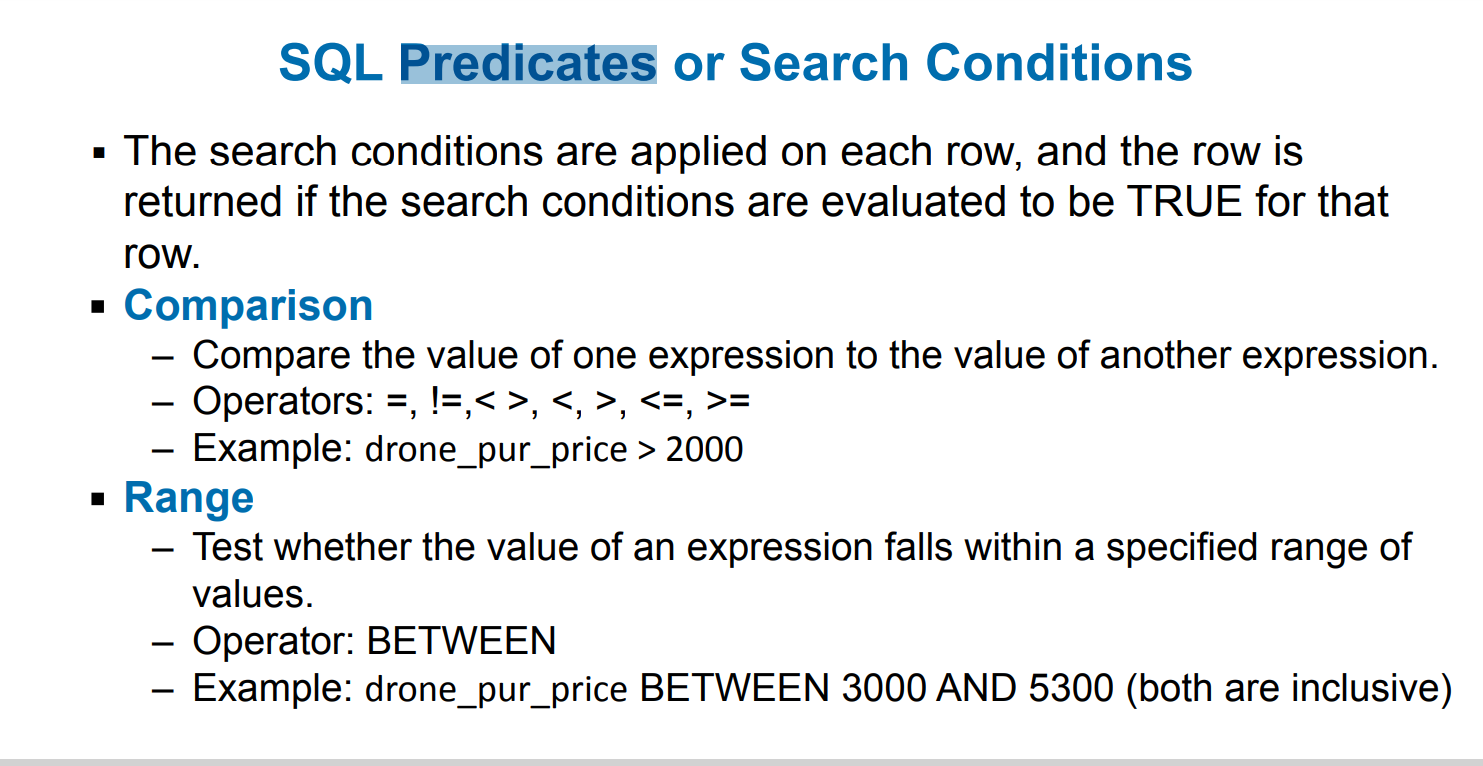 SQL Predicates or Search Conditions
▪ The search conditions are applied on each row, and the row is
returned if the search conditions are evaluated to be TRUE for that
row.
▪ Comparison
– Compare the value of one expression to the value of another expression.
– Operators: =, !=,< >, <, >, <=, >=
– Example: drone_pur_price > 2000
▪ Range
– Test whether the value of an expression falls within a specified range of
values.
– Operator: BETWEEN
– Example: drone_pur_price BETWEEN 3000 AND 5300 (both are inclusive)